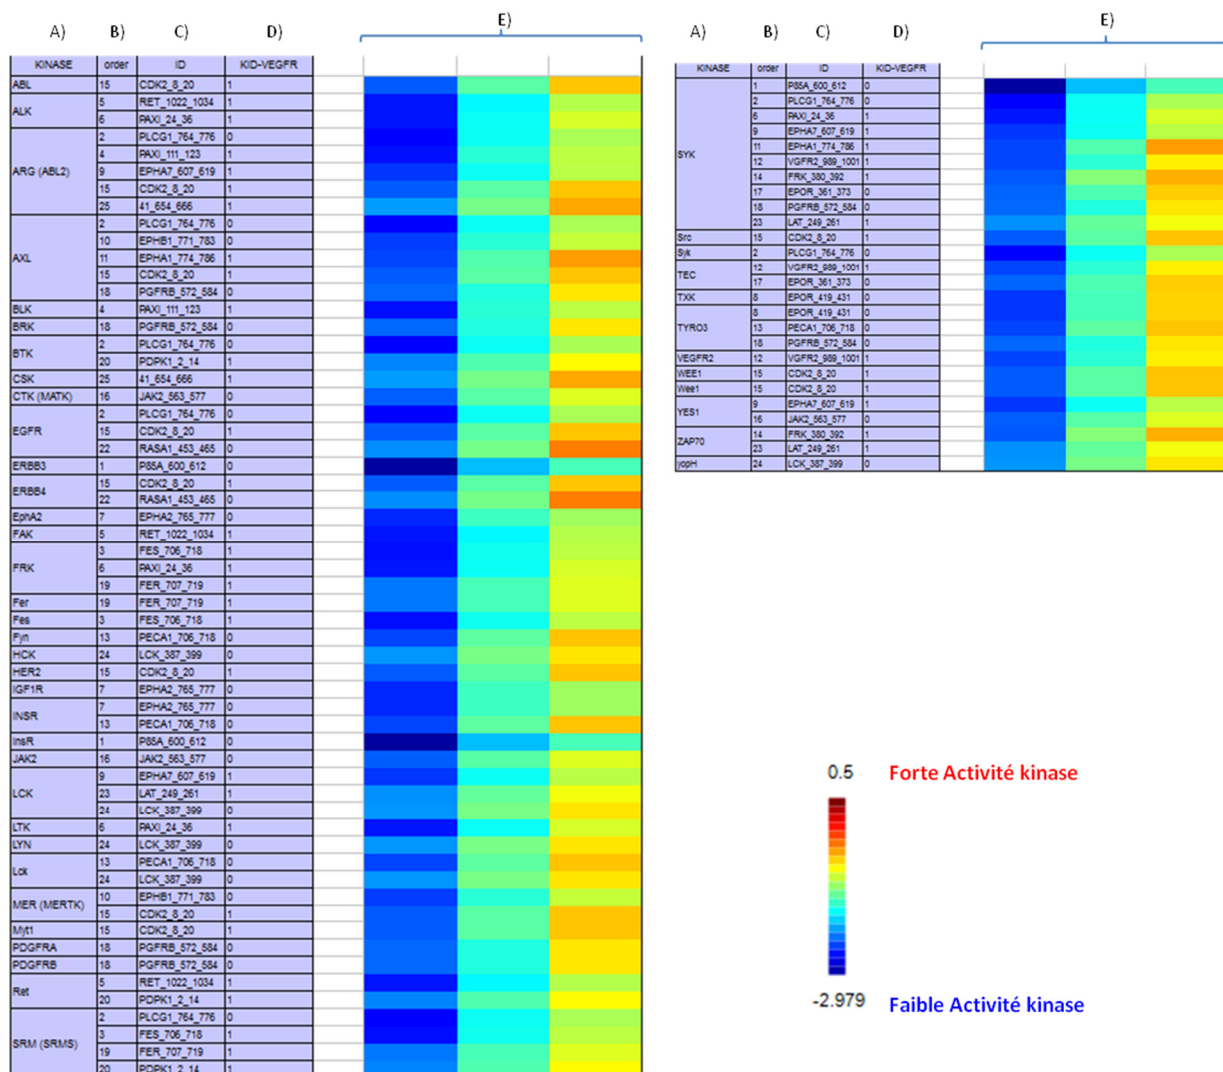 A) B) C) D) E)
KINASE order ID KID-VEGFR
ABL 15 CDK2_8_20 1
ALK 5 RET_1022_1034 1
6 PAXI_24_36 1
ARG (ABL2) 2 PLCG1_764_776 0
4 PAXI_111_123 1
9 EPHA7_607_619 1
15 CDK2_8_20 1
25 41_654_666 1
AXL 2 PLCG1_764_776 0
10 EPHB1_771_783 0
11 EPHA1_774_786 1
15 CDK2_8_20 1
18 PGFRB_572_584 0
BLK 4 PAXI_111_123 1
BRK 18 PGFRB_572_584 0
BTK 2 PLCG1_764_776 0
20 PDPK1_2_14 1
CSK 25 41_654_666 1
CTK (MATK) 16 JAK2_563_577 0
EGFR 2 PLCG1_764_776 0
15 CDK2_8_20 1
22 RASA1_453_465 0
ERBB3 1 P85A_600_612 0
ERBB4 15 CDK2_8_20 1
22 RASA1_453_465 0
EphA2 7 EPHA2_765_777 0
FAK 5 RET_1022_1034 1
FRK 3 FES_706_718 1
6 PAXI_24_36 1
19 FER_707_719 1
Fer 19 FER_707_719 1
Fes 3 FES_706_718 1
Fyn 13 PECA1_706_718 0
HCK 24 LCK_387_399 0
HER2 15 CDK2_8_20 1
IGF1R 7 EPHA2_765_777 0
INSR 7 EPHA2_765_777 0
13 PECA1_706_718 0
InsR 1 P85A_600_612 0
JAK2 16 JAK2_563_577 0
LCK 9 EPHA7_607_619 1
23 LAT_249_261 1
24 LCK_387_399 0
LTK 6 PAXI_24_36 1
LYN 24 LCK_387_399 0
Lck 13 PECA1_706_718 0
24 LCK_387_399 0
MER (MERTK) 10 EPHB1_771_783 0
15 CDK2_8_20 1
Myt1 15 CDK2_8_20 1
PDGFRA 18 PGFRB_572_584 0
PDGFRB 18 PGFRB_572_584 0
Ret 5 RET_1022_1034 1
20 PDPK1_2_14 1
SRM (SRMS) 2 PLCG1_764_776 0
3 FES_706_718 1
19 FER_707_719 1
20 PDPK1_2_14 1
A) B) C) D) E)
KINASE order ID KID-VEGFR
SYK 1 P85A_600_612 0
2 PLCG1_764_776 0
6 PAXI_24_36 1
9 EPHA7_607_619 1
11 EPHA1_774_786 1
12 VGFR2_989_1001 1
14 FRK_380_392 1
17 EPOR_361_373 0
18 PGFRB_572_584 0
23 LAT_249_261 1
Src 15 CDK2_8_20 1
Syk 2 PLCG1_764_776 0
TEC 12 VGFR2_989_1001 1
17 EPOR_361_373 0
TXK 8 EPOR_419_431 0
TYRO3 8 EPOR_419_431 0
13 PECA1_706_718 0
18 PGFRB_572_584 0
VEGFR2 12 VGFR2_989_1001 1
WEE1 15 CDK2_8_20 1
Wee1 15 CDK2_8_20 1
YES1 9 EPHA7_607_619 1
16 JAK2_563_577 0
ZAP70 14 FRK_380_392 1
23 LAT_249_261 1
yopH 24 LCK_387_399 0
0.5 Forte Activité kinase
-2.979 Faible Activité kinase